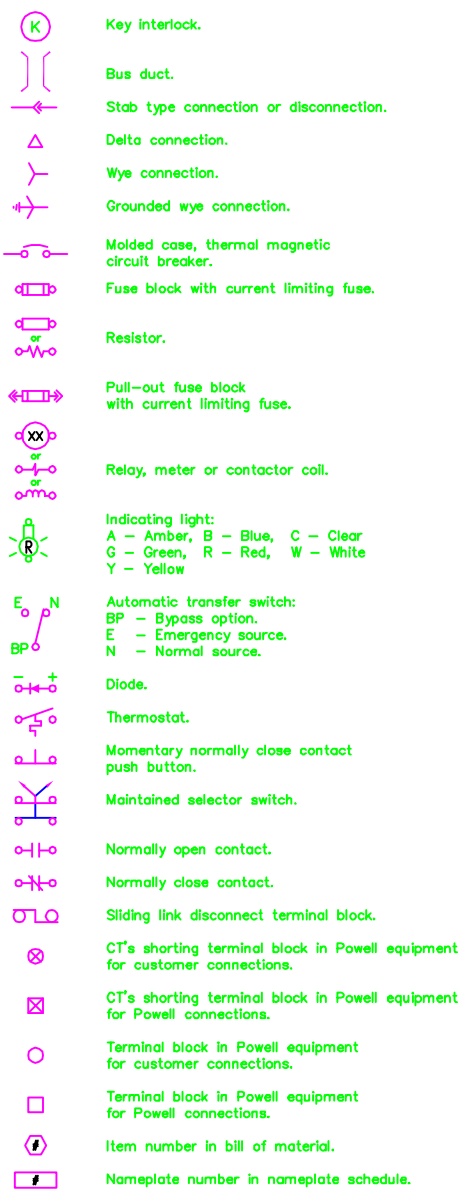 K Key interlock.
Bus duct.
Stab type connection or disconnection.
Delta connection.
Wye connection.
Grounded wye connection.
Molded case, thermal magnetic
circuit breaker.
Fuse block with current limiting fuse.
or
Resistor.
Pull-out fuse block
with current limiting fuse.
XX
or
Relay, meter or contactor coil.
or
Indicating light:
A - Amber, B - Blue, C - Clear
R
G - Green, R - Red, W - White
Y - Yellow
E N Automatic transfer switch:
BP - Bypass option.
E - Emergency source.
BP N - Normal source.
- +
Diode.
Thermostat.
Momentary normally close contact
push button.
Maintained selector switch.
Normally open contact.
Normally close contact.
Sliding link disconnect terminal block.
CT's shorting terminal block in Powell equipment
for customer connections.
CT's shorting terminal block in Powell equipment
for Powell connections.
Terminal block in Powell equipment
for customer connections.
Terminal block in Powell equipment
for Powell connections.
# Item number in bill of material.
# Nameplate number in nameplate schedule.